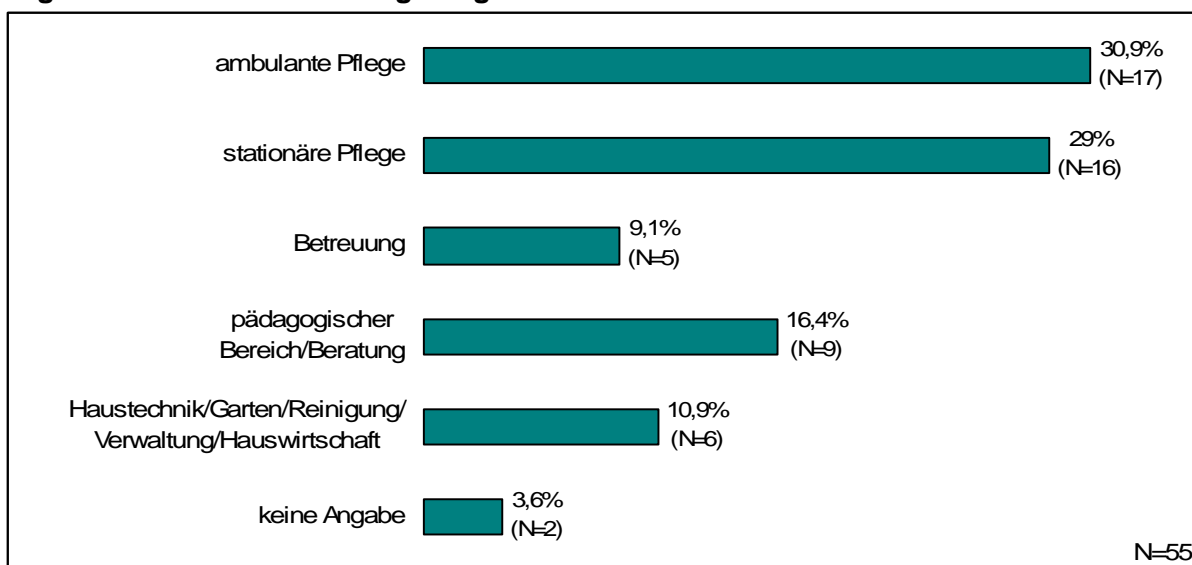 ambulante Pflege
30,9%
(N=17)
stationäre Pflege
29%
(N=16)
Betreuung
9,1%
(N=5)
pädagogischer
Bereich/Beratung
16,4%
(N=9)
Haustechnik/Garten/Reinigung/
Verwaltung/Hauswirtschaft
10,9%
(N=6)
keine Angabe
3,6%
(N=2)
N=55